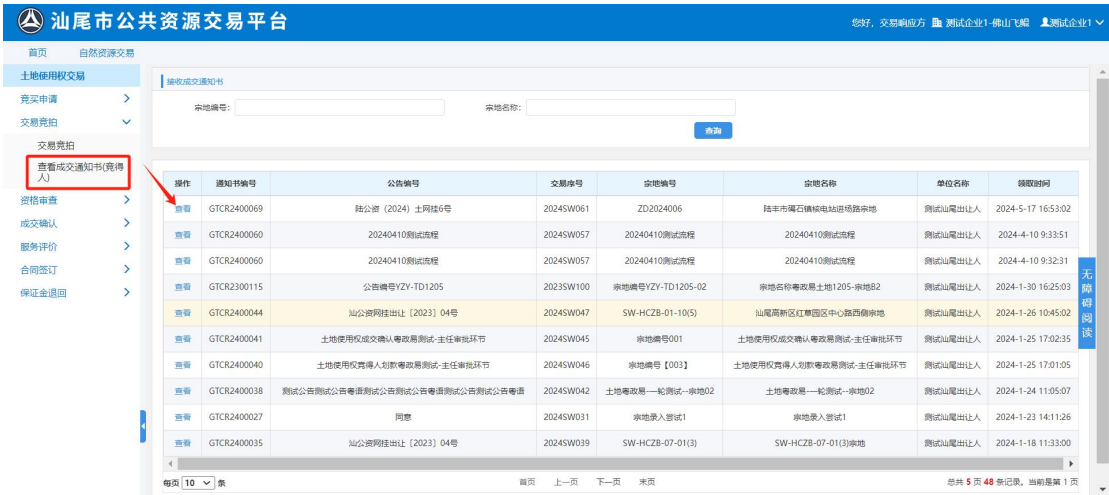 汕尾市公共资源交易平台
您好，交易响应方 测试企业1-佛山飞帽 测试企业1
首页 自然资源交易
土地使用权交易
竞买申请
交易竞拍
交易竞拍
查看成交通知书(竞得
人)
资格审查
成交确认
服务评价
合同签订
保证金退回
接收成交通知书
宗地编号:
宗地名称:
查询
操作 通知书编号 公告编号 交易序号 宗地编号 宗地名称 单位名称 领取时间
查看 GTCR2400069 陆公资（2024）土网挂6号 2024SW061 ZD2024006 陆丰市碣石镇核电站进场路宗地 测试汕尾出让人 2024-5-17 16:53:02
查看 GTCR2400060 20240410测试流程 2024SW057 20240410测试流程 20240410测试流程 测试汕尾出让人 2024-4-10 9:33:51
查看 GTCR2400060 20240410测试流程 2024SW057 20240410测试流程 20240410测试流程 测试汕尾出让人 2024-4-10 9:32:31
查看 GTCR2300115 公告编号YZY-TD1205 2023SW100 宗地编号YZY-TD1205-02 宗地名称粤政易土地1205-宗地B2 测试汕尾出让人 2024-1-30 16:25:03
查看 GTCR2400044 汕公资网挂出让［2023］04号 2024SW047 SW-HCZB-01-10(5) 汕尾高新区红草园区中心路西侧宗地 测试汕尾出让人 2024-1-26 10:45:02
查看 GTCR2400041 土地使用权成交确认粤政易测试-主任审批环节 2024SW045 宗地编号001 土地使用权成交确认粤政易测试-主任审批环节 测试汕尾出让人 2024-1-25 17:02:35
查看 GTCR2400040 土地使用权竞得人划款粤政易测试-主任审批环节 2024SW046 宗地编号【003】 土地使用权竞得人划款粤政易测试-主任审批环节 测试汕尾出让人 2024-1-25 17:01:05
查看 GTCR2400038 测试公告测试公告粤语测试公告测试公告粤语测试公告测试公告粤语 2024SW042 土地粤政易-一轮测试--宗地02 土地粤政易-一轮测试--宗地02 测试汕尾出让人 2024-1-24 11:05:07
查看 GTCR2400027 同意 2024SW031 宗地录入尝试1 宗地录入尝试1 测试汕尾出让人 2024-1-23 14:11:26
查看 GTCR2400035 汕公资网挂出让［2023］04号 2024SW039 SW-HCZB-07-01(3) SW-HCZB-07-01(3)宗地 测试汕尾出让人 2024-1-18 11:33:00
每页 10 条 首页 上一页 下一页 末页 总共 5 页 48 条记录，当前是第 1 页
无障碍阅读